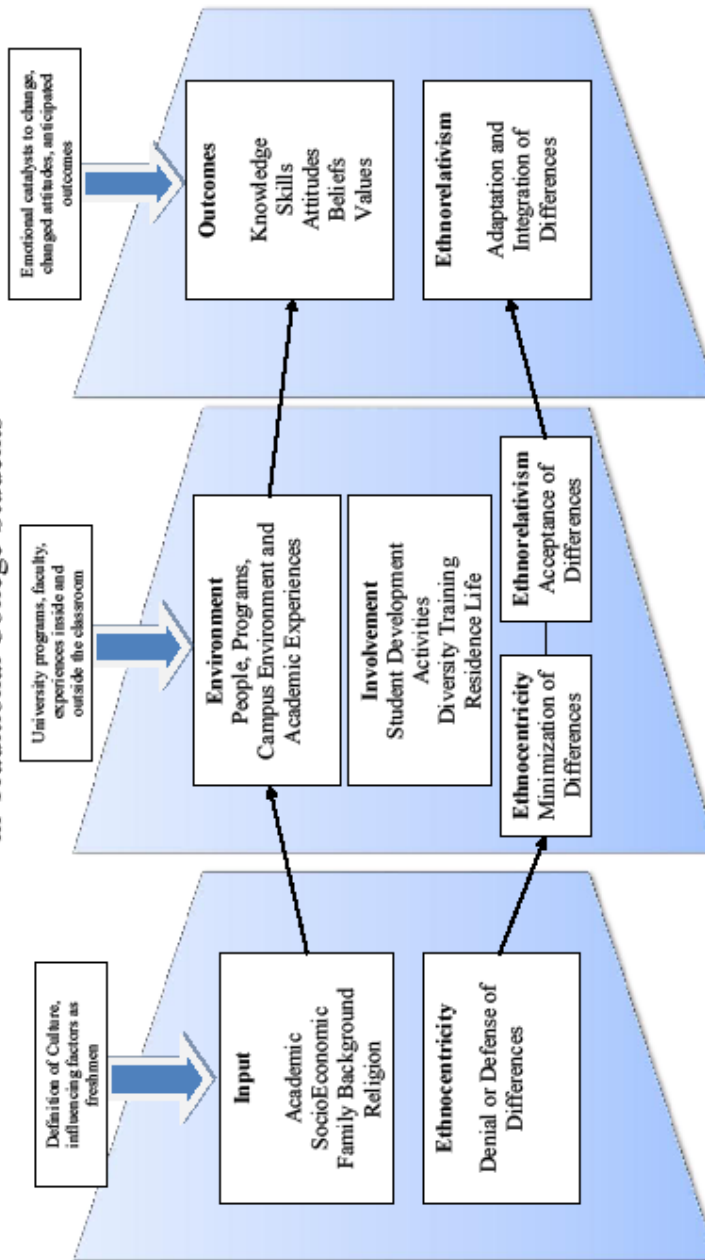 Definition of Culture,
influencing factors as
freshmen
Input
Academic
SocioEconomic
Family Background
Religion
Ethnocentricity
Denial or Defense of
Differences
University programs, faculty,
experiences inside and
outside the classroom
Environment
People, Programs,
Campus Environment and
Academic Experiences
Involvement
Student Development
Activities
Diversity Training
Residence Life
Ethnocentricity
Minimization of
Differences
Ethnorelativism
Acceptance of
Differences
Emotional catalysts to change,
changed attitudes, anticipated
outcomes
Outcomes
Knowledge
Skills
Attitudes
Beliefs
Values
Ethnorelativism
Adaptation and
Integration of
Differences